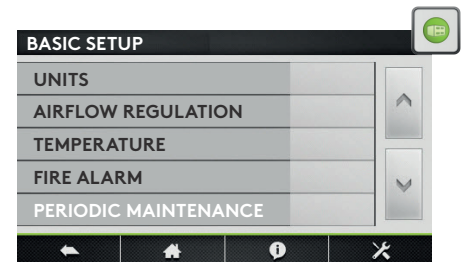 BASIC SETUP
UNITS
AIRFLOW REGULATION
TEMPERATURE
FIRE ALARM
PERIODIC MAINTENANCE